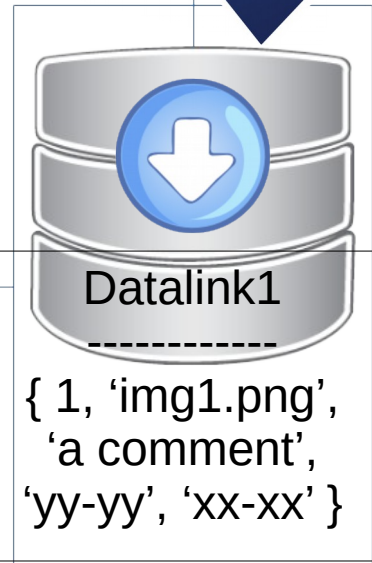 Datalink1
------------
{ 1, ‘img1.png’,
‘a comment’,
‘yy-yy’, ‘xx-xx’ }